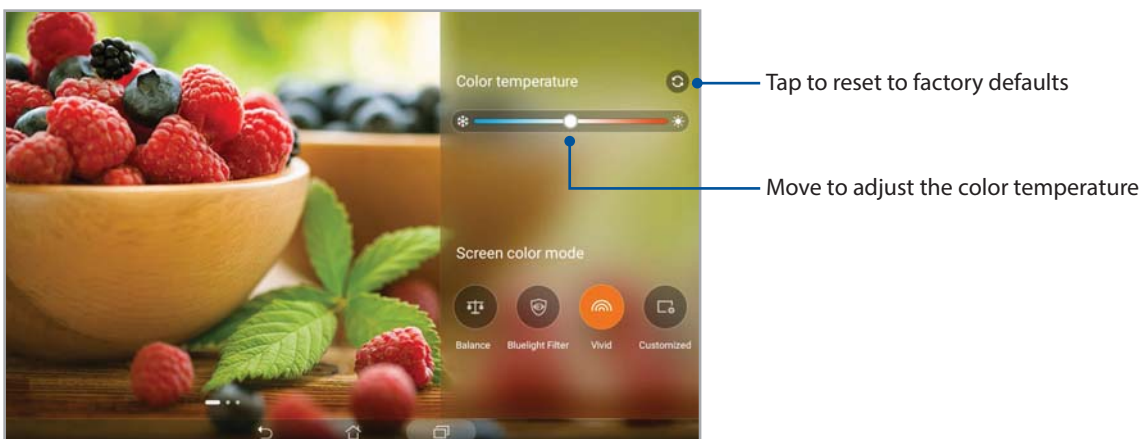 Color temperature
Tap to reset to factory defaults
Move to adjust the color temperature
Screen color mode
Balance Bluelight Filter Vivid Customized